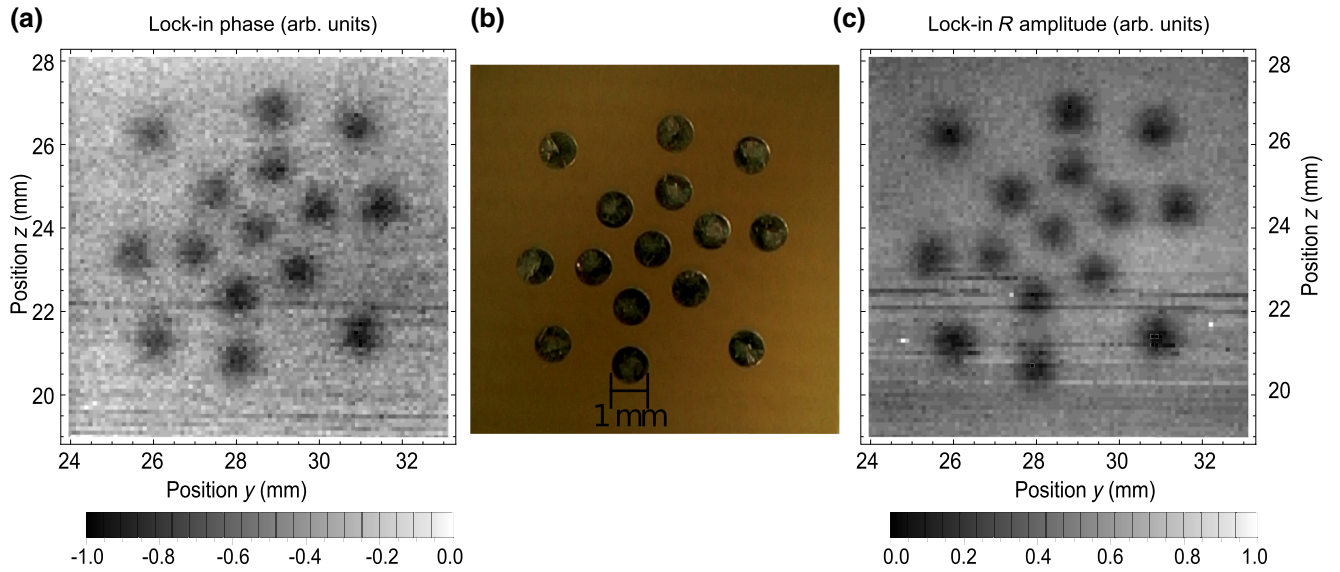 (a) Lock-in phase (arb. units)
(b)
(c) Lock-in R amplitude (arb. units)
28
26
24
22
20
Position z (mm)
24 26 28 30 32
Position y (mm)
-1.0 -0.8 -0.6 -0.4 -0.2 0.0
1 mm
28
26
24
22
20
Position z (mm)
24 26 28 30 32
Position y (mm)
0.0 0.2 0.4 0.6 0.8 1.0